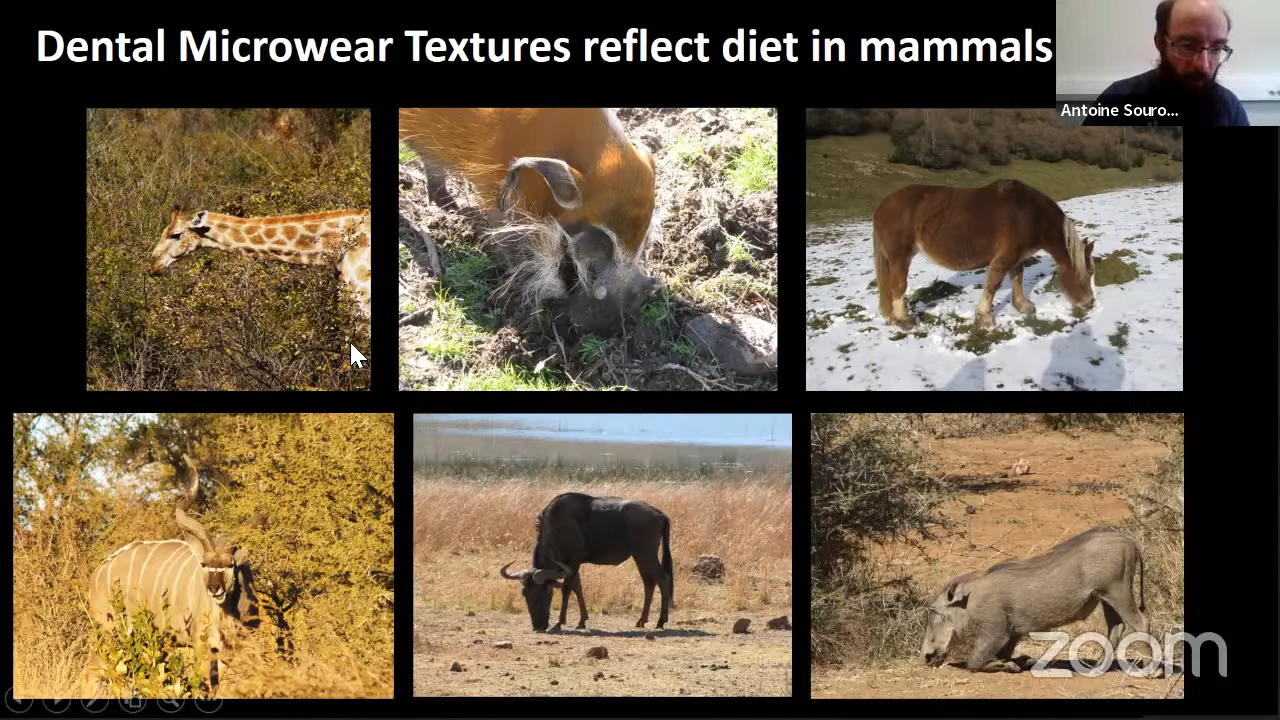 Dental Microwear Textures reflect diet in mammals
Antoine Souro...
zoom